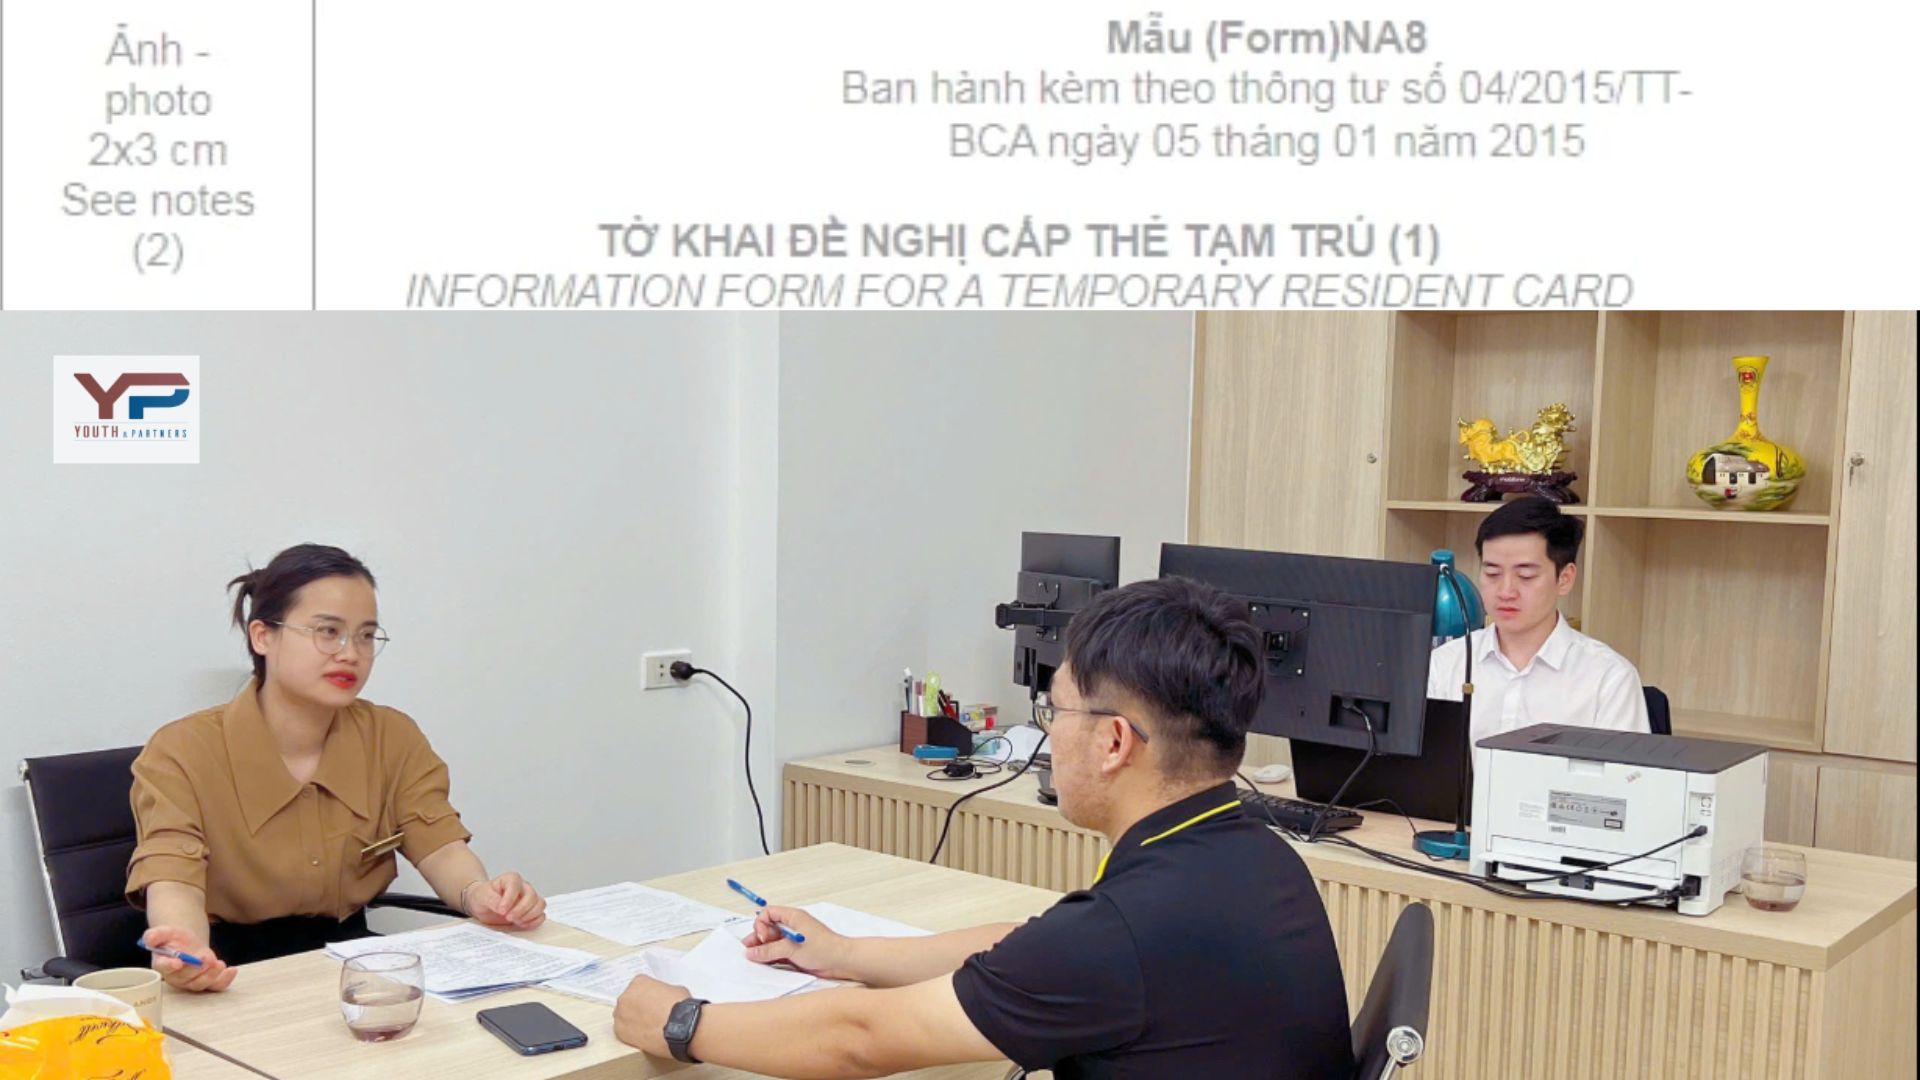 Ảnh -
photo
2x3 cm
See notes
(2)
Mẫu (Form)NA8
Ban hành kèm theo thông tư số 04/2015/TT-
BCA ngày 05 tháng 01 năm 2015
TỜ KHAI ĐỀ NGHỊ CẤP THẺ TẠM TRÚ (1)
INFORMATION FORM FOR A TEMPORARY RESIDENT CARD
YP
YOUTH & PARTNERS